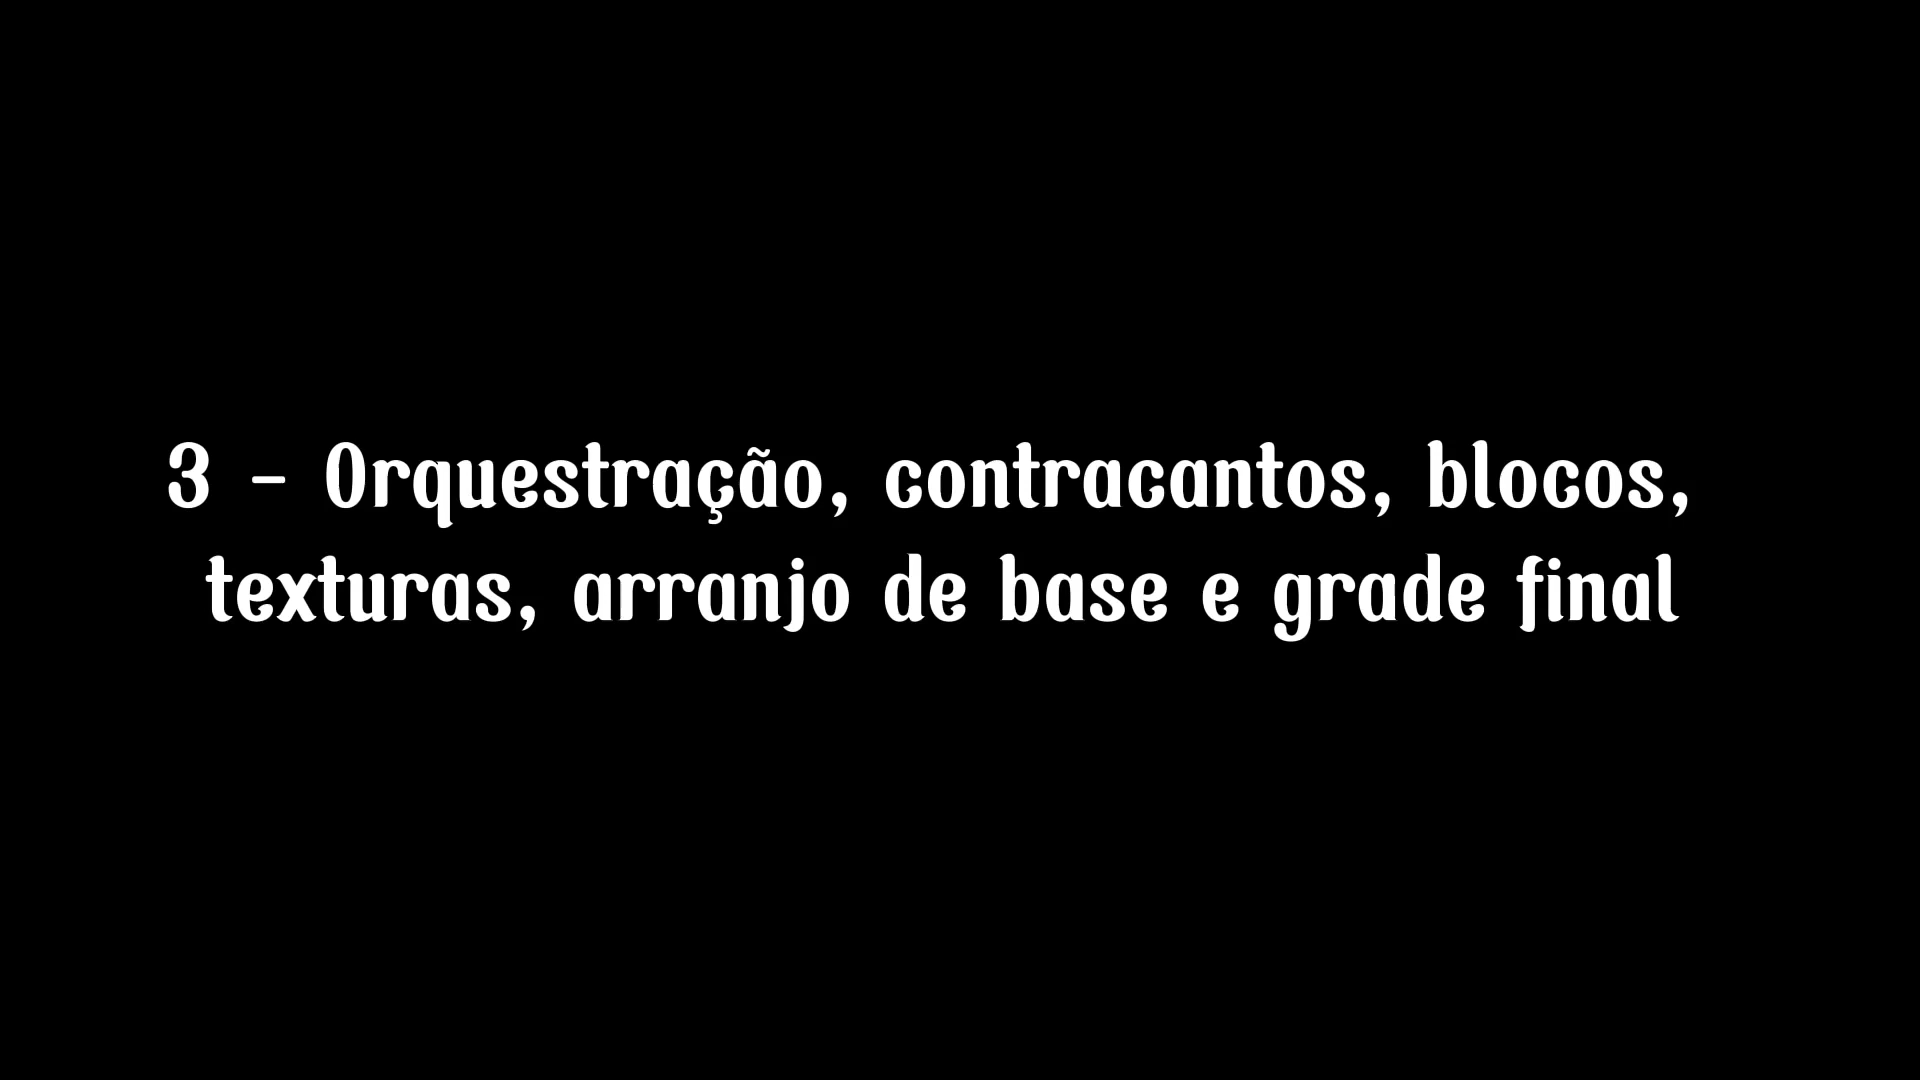 3 - Orquestração, contracantos, blocos,
texturas, arranjo de base e grade final